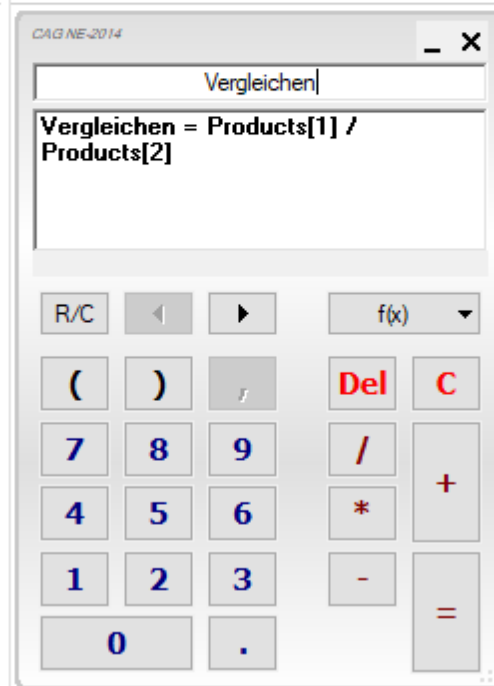 CAG NE-2014
_ X
Vergleichen
Vergleichen = Products[1] /
Products[2]
R/C f(x)
( ) , Del C
7 8 9 / +
4 5 6 *
1 2 3 - =
0 .